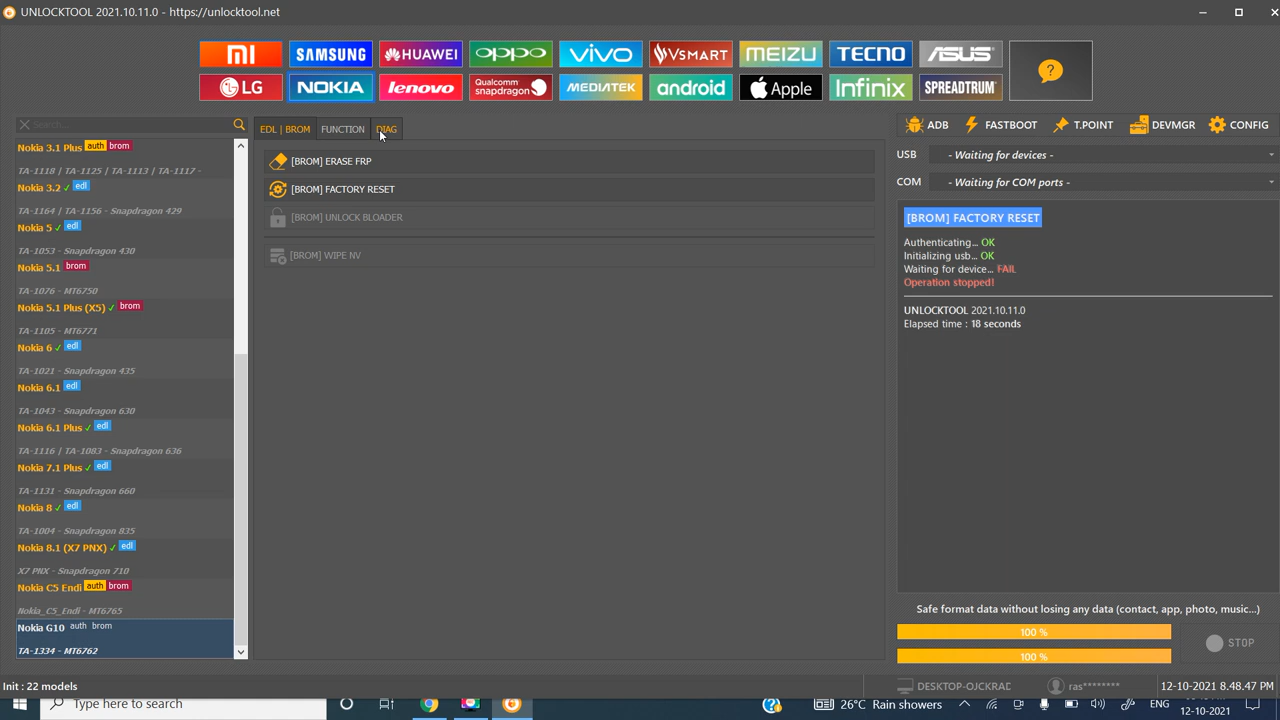 UNLOCKTOOL 2021.10.11.0 - https://unlocktool.net
mi SAMSUNG HUAWEI oppo vivo VSMART MEIZU TECNO ASUS
LG NOKIA lenovo Qualcomm snapdragon MEDIATEK android Apple Infinix SPREADTRUM
?
Search...
EDL | BROM FUNCTION DIAG
ADB FASTBOOT T.POINT DEVMGR CONFIG
Nokia 3.1 Plus auth brom
TA-1118 / TA-1125 | TA-1113 / TA-1117 -
Nokia 3.2 ✓ edl
TA-1164 / TA-1156 - Snapdragon 429
Nokia 5 ✓ edl
TA-1053 - Snapdragon 430
Nokia 5.1 brom
TA-1076 - MT6750
Nokia 5.1 Plus (X5) ✓ brom
TA-1105 - MT6771
Nokia 6 ✓ edl
TA-1021 - Snapdragon 435
Nokia 6.1 edl
TA-1043 - Snapdragon 630
Nokia 6.1 Plus ✓ edl
TA-1116 | TA-1083 - Snapdragon 636
Nokia 7.1 Plus ✓ edl
TA-1131 - Snapdragon 660
Nokia 8 ✓ edl
TA-1004 - Snapdragon 835
Nokia 8.1 (X7 PNX) ✓ edl
X7 PNX - Snapdragon 710
Nokia C5 Endi auth brom
Nokia_C5_Endi - MT6765
Nokia G10 auth brom
TA-1334 - MT6762
[BROM] ERASE FRP
[BROM] FACTORY RESET
[BROM] UNLOCK BLOADER
[BROM] WIPE NV
USB - Waiting for devices -
COM - Waiting for COM ports -
[BROM] FACTORY RESET
Authenticating... OK
Initializing usb... OK
Waiting for device... FAIL
Operation stopped!
UNLOCKTOOL 2021.10.11.0
Elapsed time : 18 seconds
Safe format data without losing any data (contact, app, photo, music...)
100 %
100 %
STOP
Init : 22 models
DESKTOP-OJCKRAD ras******** 12-10-2021 8.48.47 PM
Type here to search
26°C Rain showers ENG 08:48 PM
12-10-2021